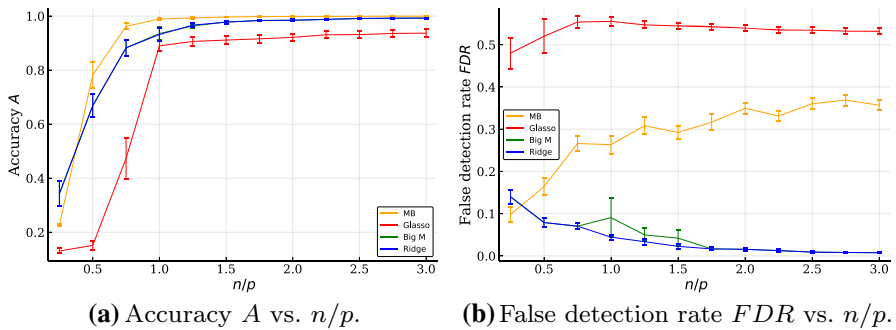 1.0
0.8
0.6
0.4
0.2
Accuracy A
MB
Glasso
Big M
Ridge
0.5
1.0
1.5
2.0
2.5
3.0
n/p
(a) Accuracy A vs. n/p.
0.5
0.4
0.3
0.2
0.1
0.0
False detection rate FDR
MB
Glasso
Big M
Ridge
0.5
1.0
1.5
2.0
2.5
3.0
n/p
(b) False detection rate FDR vs. n/p.